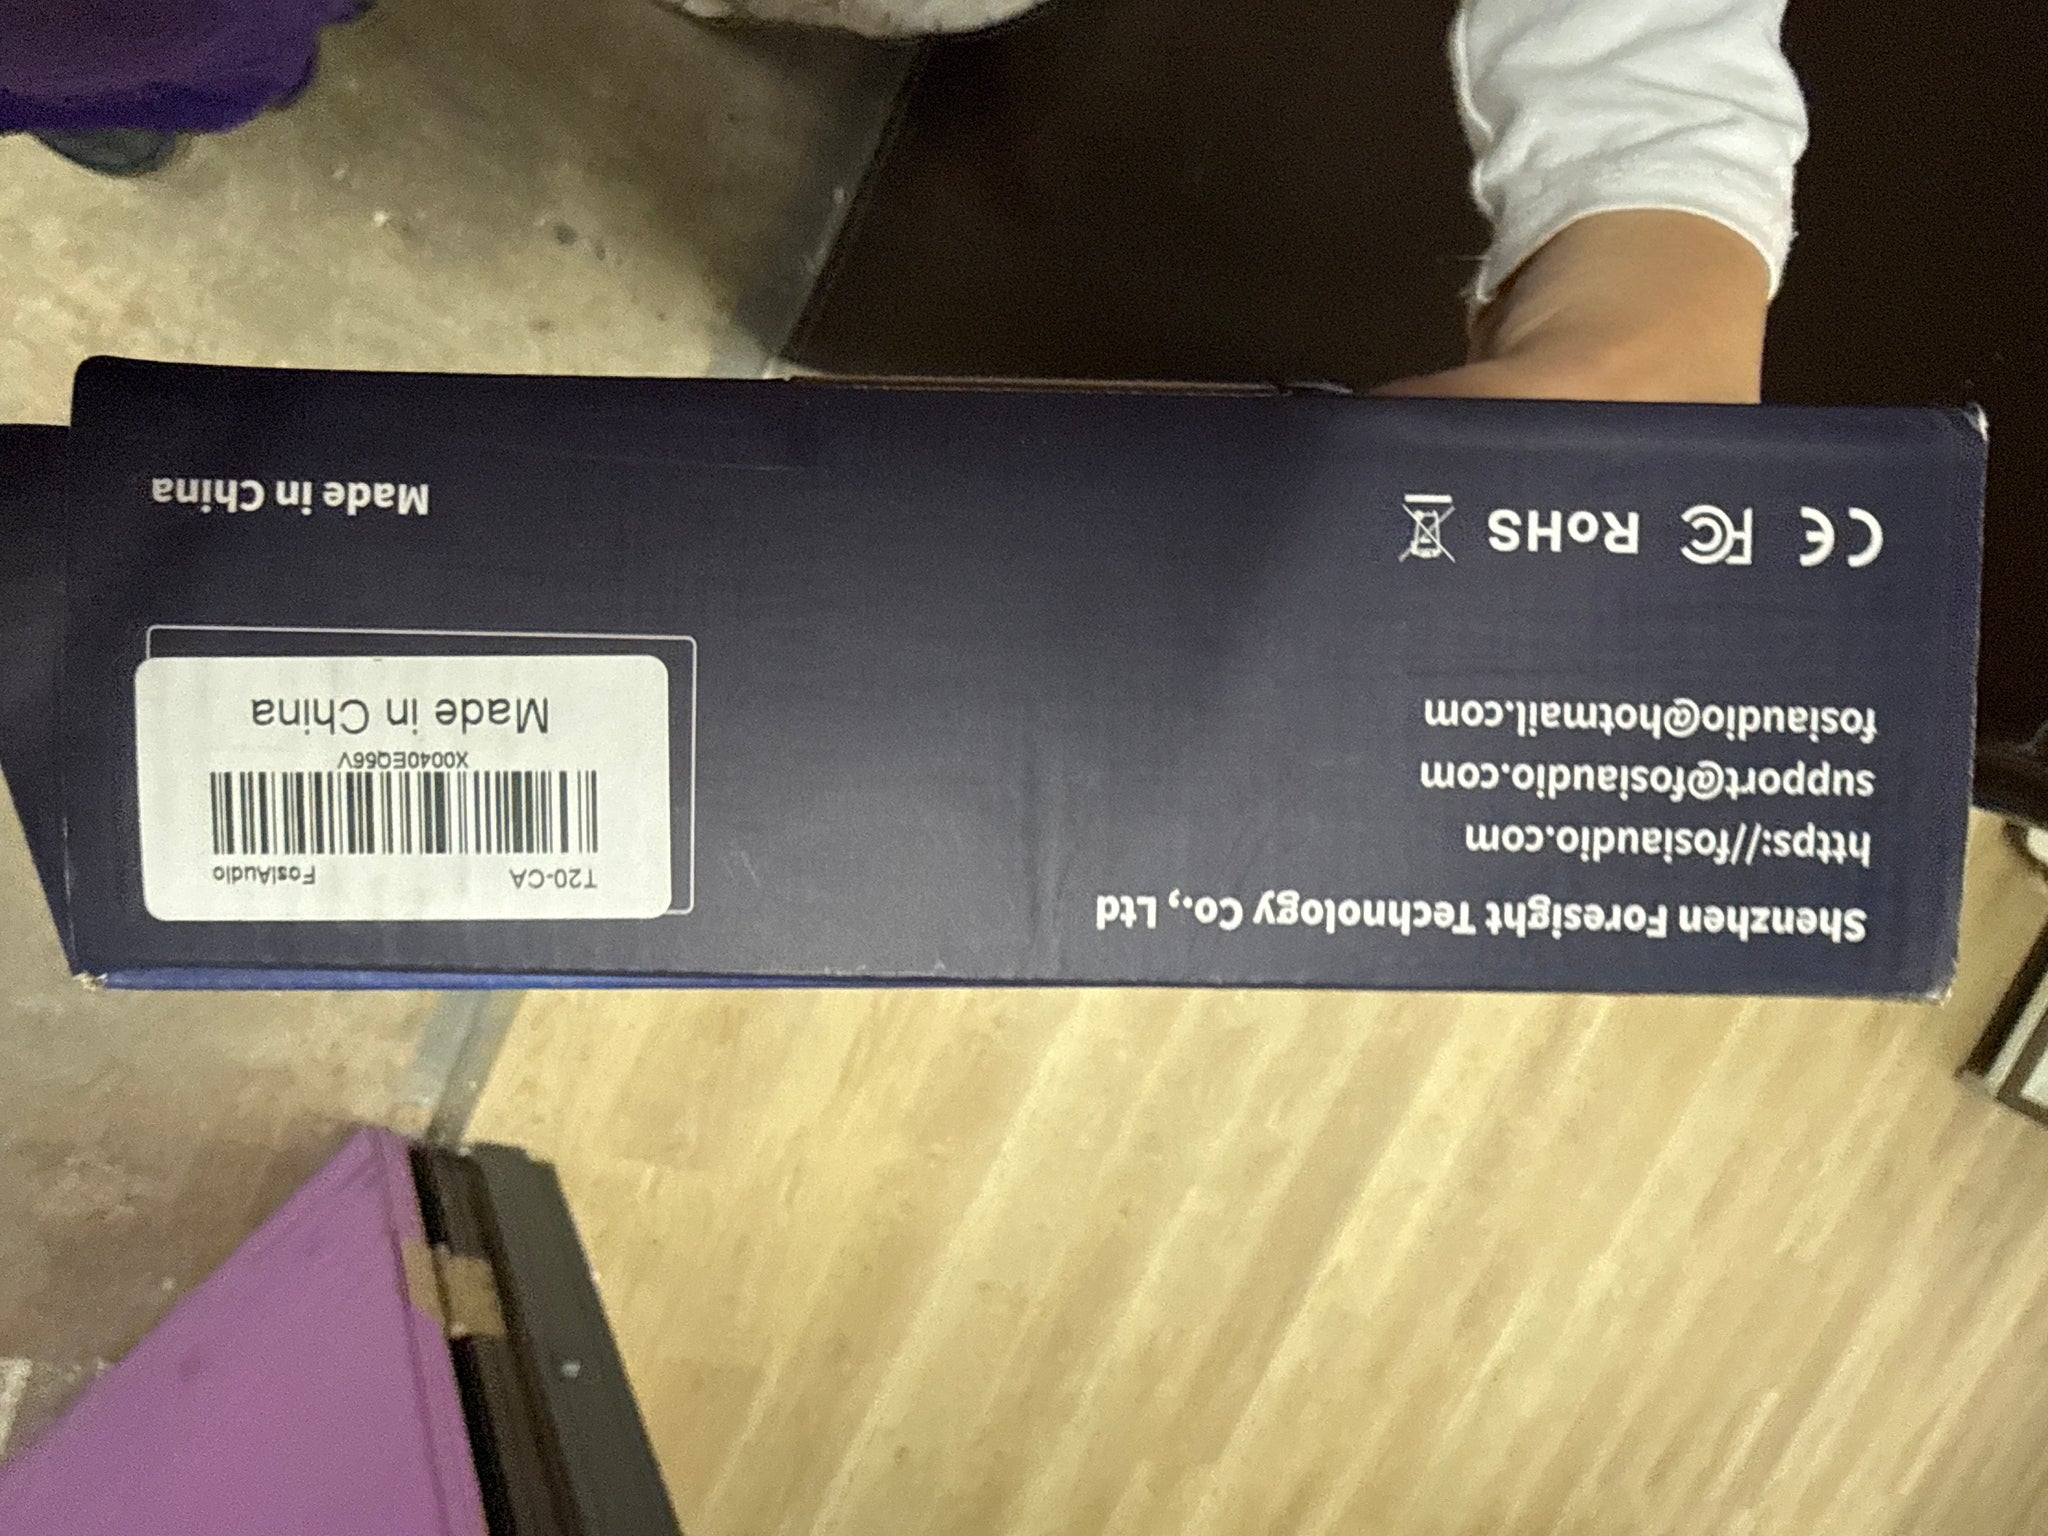 Shenzhen Foresight Technology Co., Ltd
https://fosiaudio.com
support@fosiaudio.com
fosiaudio@hotmail.com
CE FC RoHS
T20-CA FosiAudio
X0040EQ56V
Made in China
Made in China